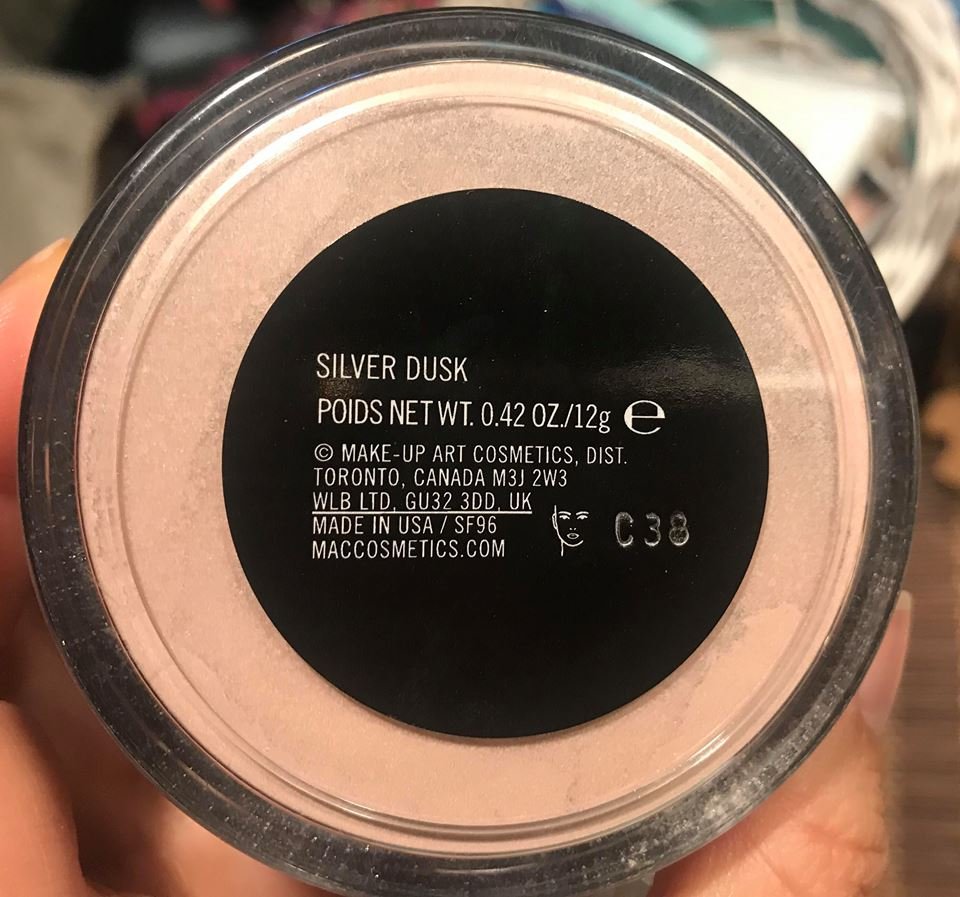 SILVER DUSK
POIDS NET WT. 0.42 OZ./12g ℮
© MAKE-UP ART COSMETICS, DIST.
TORONTO, CANADA M3J 2W3
WLB LTD, GU32 3DD, UK
MADE IN USA / SF96
MACCOSMETICS.COM
C38